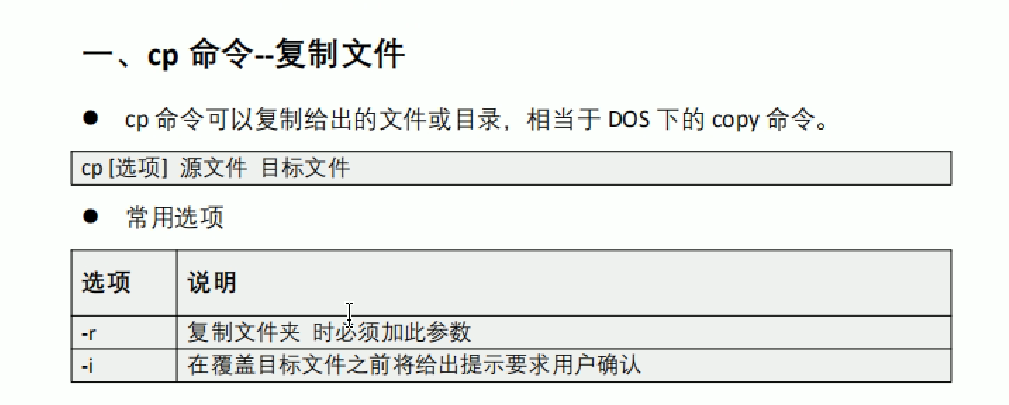 一、cp 命令--复制文件
● cp 命令可以复制给出的文件或目录，相当于 DOS 下的 copy 命令。
cp [选项] 源文件 目标文件
● 常用选项
选项 说明
-r 复制文件夹 时必须加此参数
-i 在覆盖目标文件之前将给出提示要求用户确认